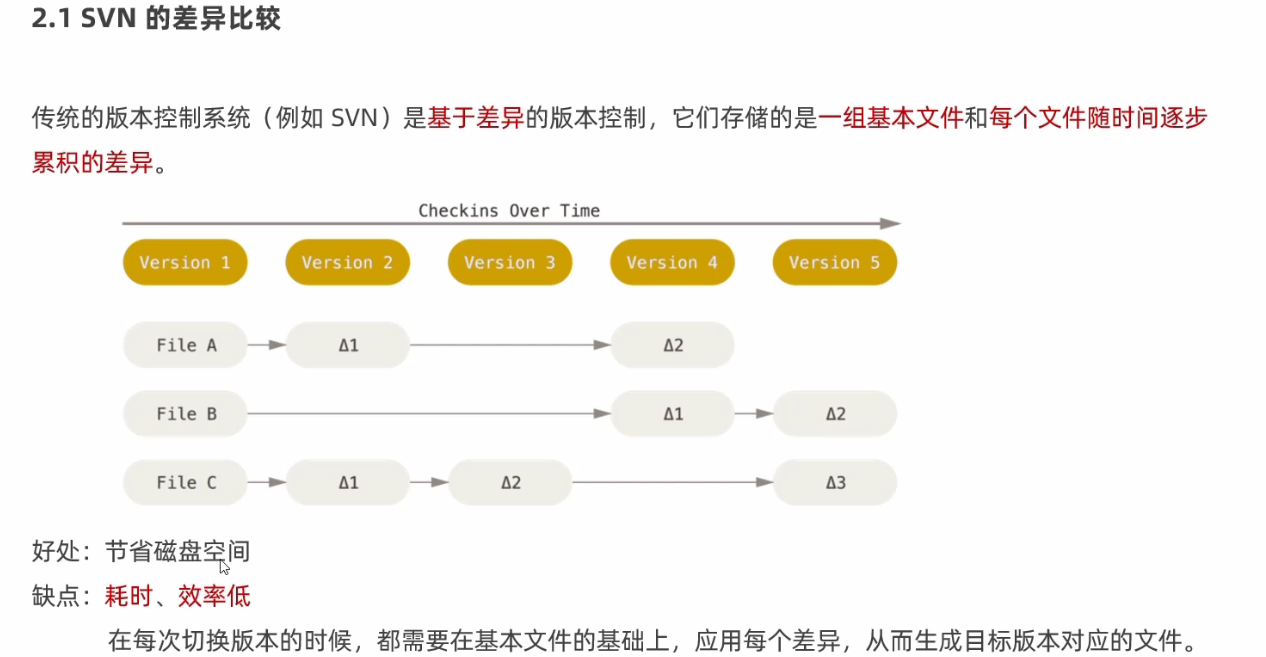 2.1 SVN 的差异比较
传统的版本控制系统（例如 SVN）是基于差异的版本控制，它们存储的是一组基本文件和每个文件随时间逐步
累积的差异。
Checkins Over Time
Version 1 Version 2 Version 3 Version 4 Version 5
File A Δ1 Δ2
File B Δ1 Δ2
File C Δ1 Δ2 Δ3
好处：节省磁盘空间
缺点：耗时、效率低
在每次切换版本的时候，都需要在基本文件的基础上，应用每个差异，从而生成目标版本对应的文件。